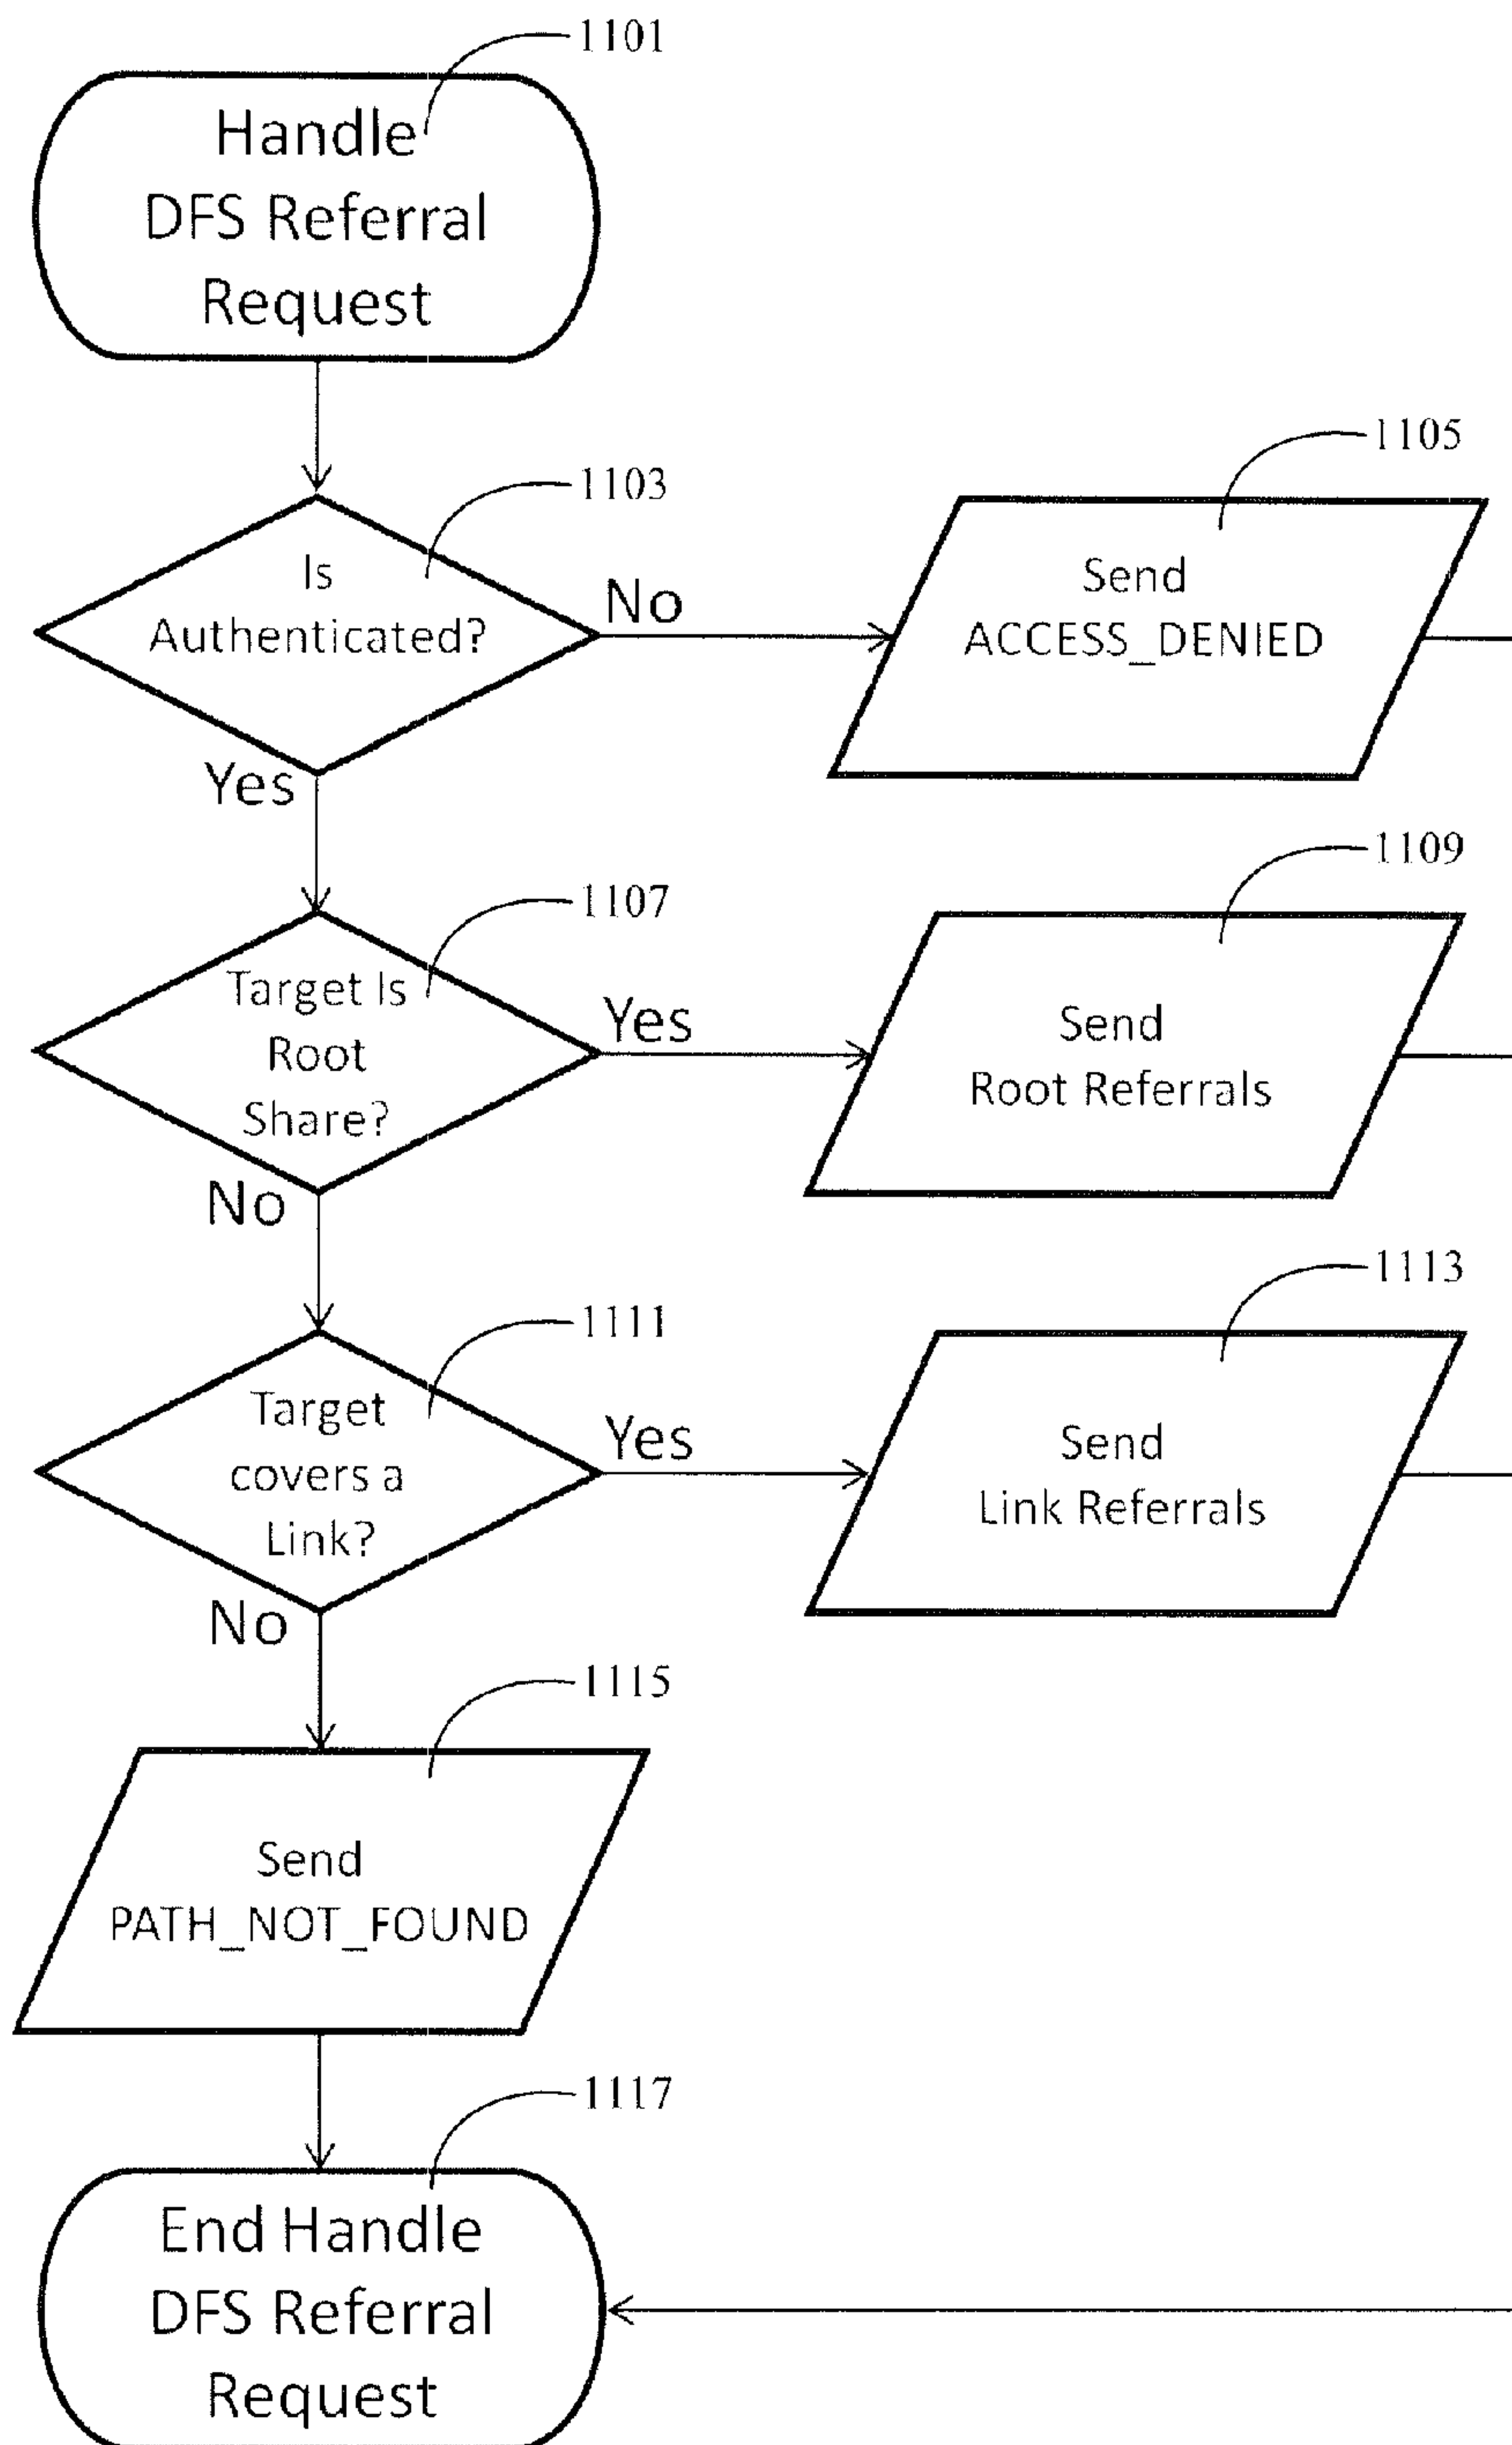 1101
Handle
DFS Referral
Request
1103
Is
Authenticated?
No
Yes
1105
Send
ACCESS_DENIED
1107
Target Is
Root
Share?
Yes
No
1109
Send
Root Referrals
1111
Target
covers a
Link?
Yes
No
1113
Send
Link Referrals
1115
Send
PATH_NOT_FOUND
1117
End Handle
DFS Referral
Request